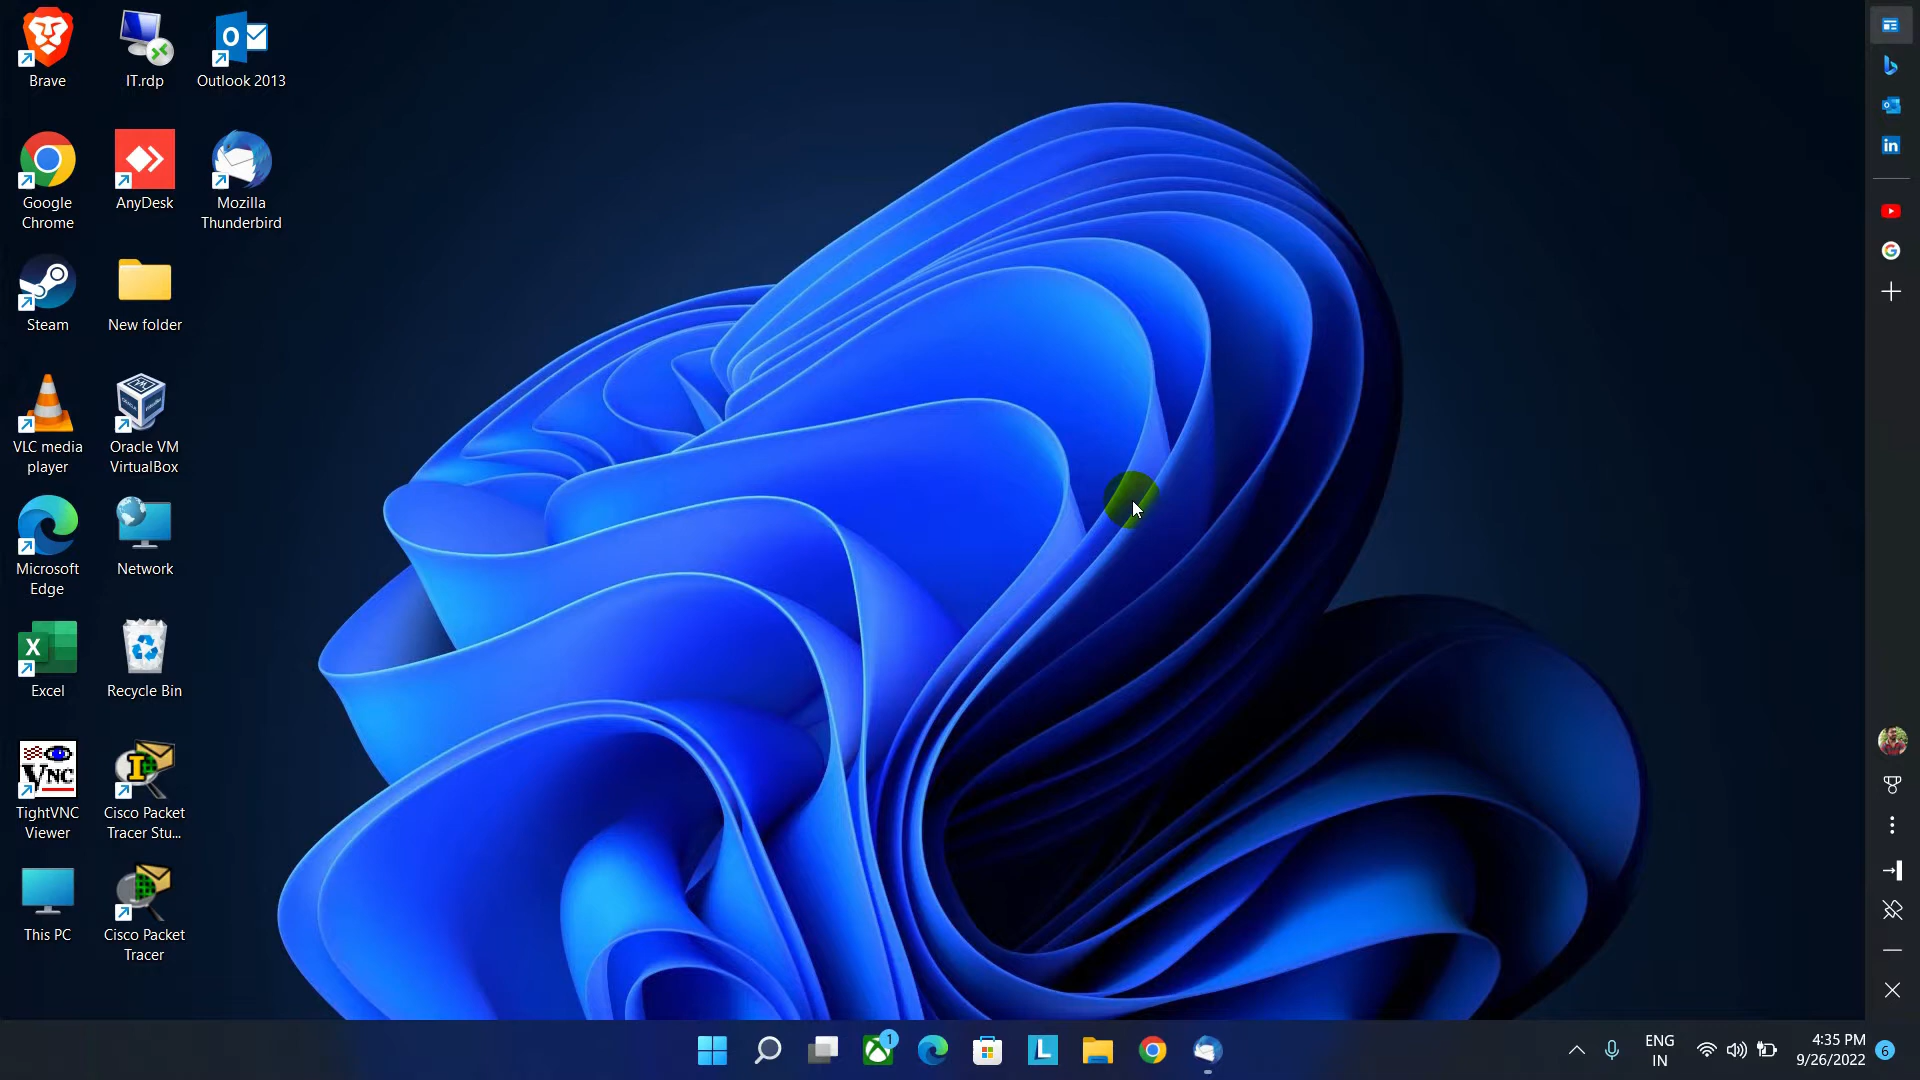 Brave
IT.rdp
Outlook 2013
Google
Chrome
AnyDesk
Mozilla
Thunderbird
Steam
New folder
VLC media
player
Oracle VM
VirtualBox
Microsoft
Edge
Network
Excel
Recycle Bin
TightVNC
Viewer
Cisco Packet
Tracer Stu...
This PC
Cisco Packet
Tracer
1
ENG
IN
4:35 PM
9/26/2022
6